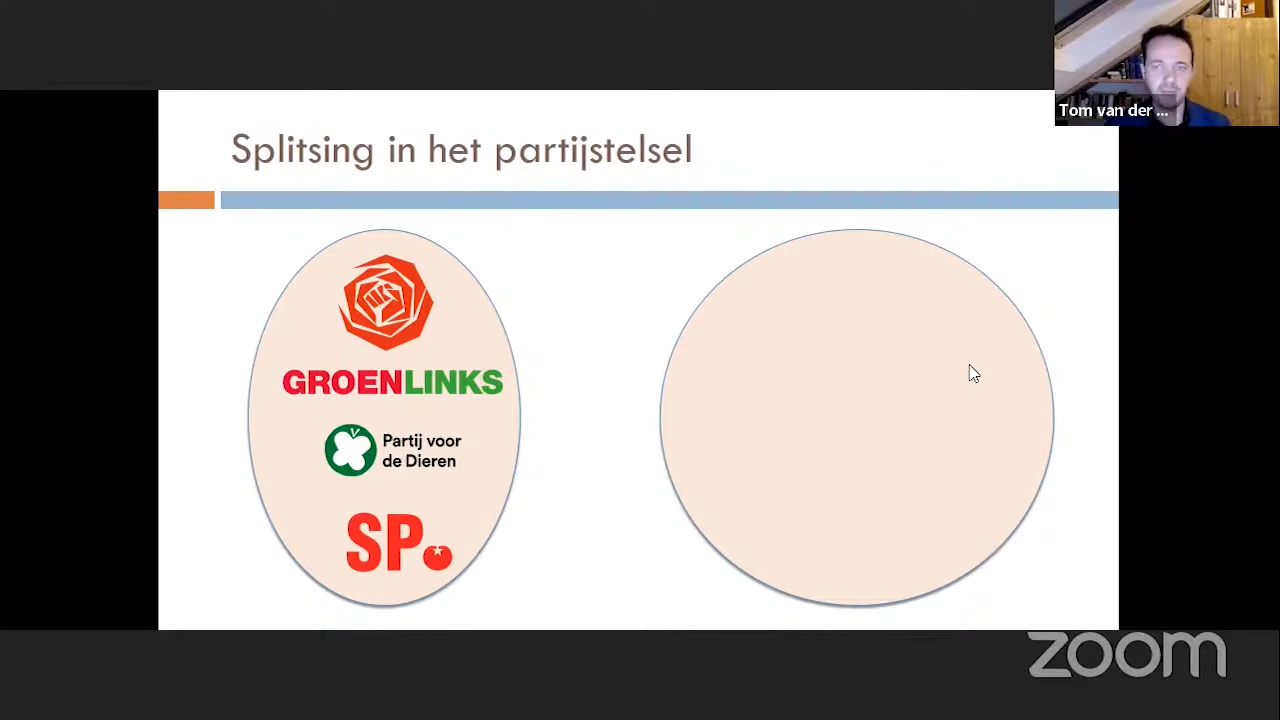 Tom van der ...
Splitsing in het partijstelsel
GROENLINKS
Partij voor
de Dieren
SP
zoom